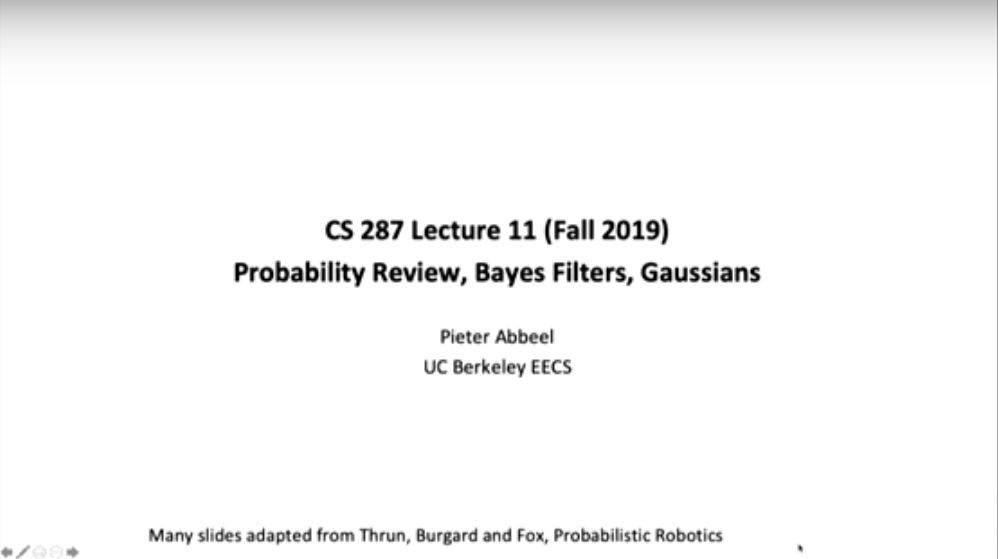 CS 287 Lecture 11 (Fall 2019)
Probability Review, Bayes Filters, Gaussians
Pieter Abbeel
UC Berkeley EECS
Many slides adapted from Thrun, Burgard and Fox, Probabilistic Robotics